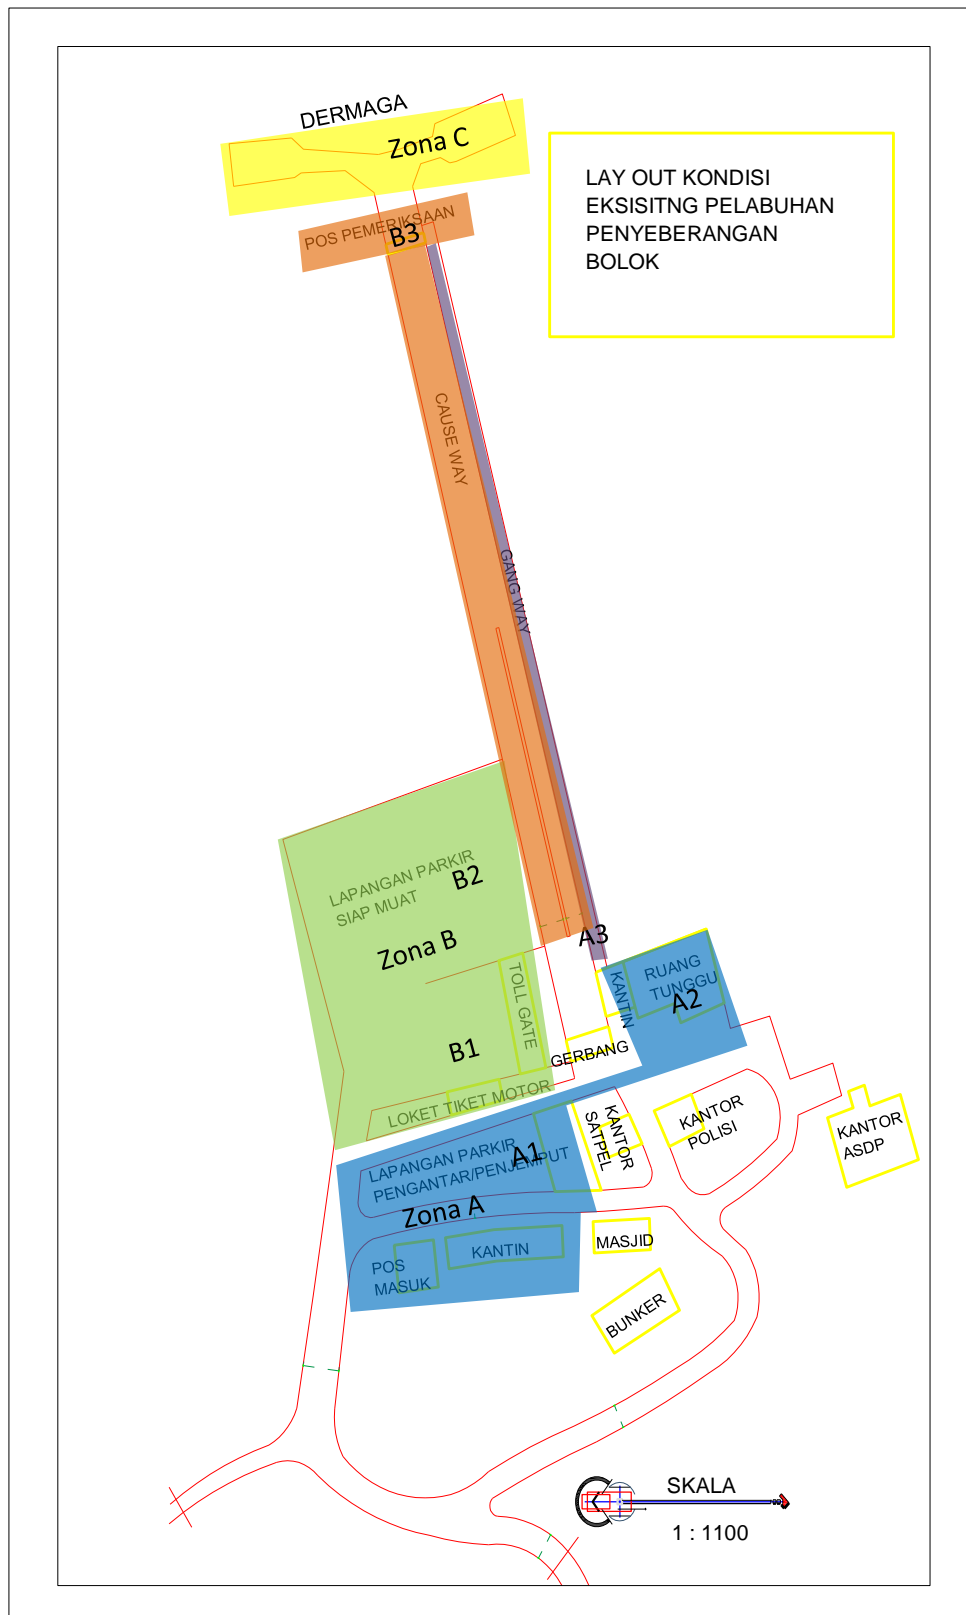 DERMAGA
Zona C
LAY OUT KONDISI
EKSISITNG PELABUHAN
PENYEBERANGAN
BOLOK
POS PEMERIKSAAN
B3
CAUSE WAY
GANG WAY
LAPANGAN PARKIR
SIAP MUAT
B2
Zona B
A3
TOLL GATE
KANTIN
RUANG
TUNGGU
A2
B1
GERBANG
LOKET TIKET MOTOR
LAPANGAN PARKIR
PENGANTAR/PENJEMPUT
A1
KANTOR
SATPEL
KANTOR
POLISI
KANTOR
ASDP
Zona A
POS
MASUK
KANTIN
MASJID
BUNKER
SKALA
1 : 1100